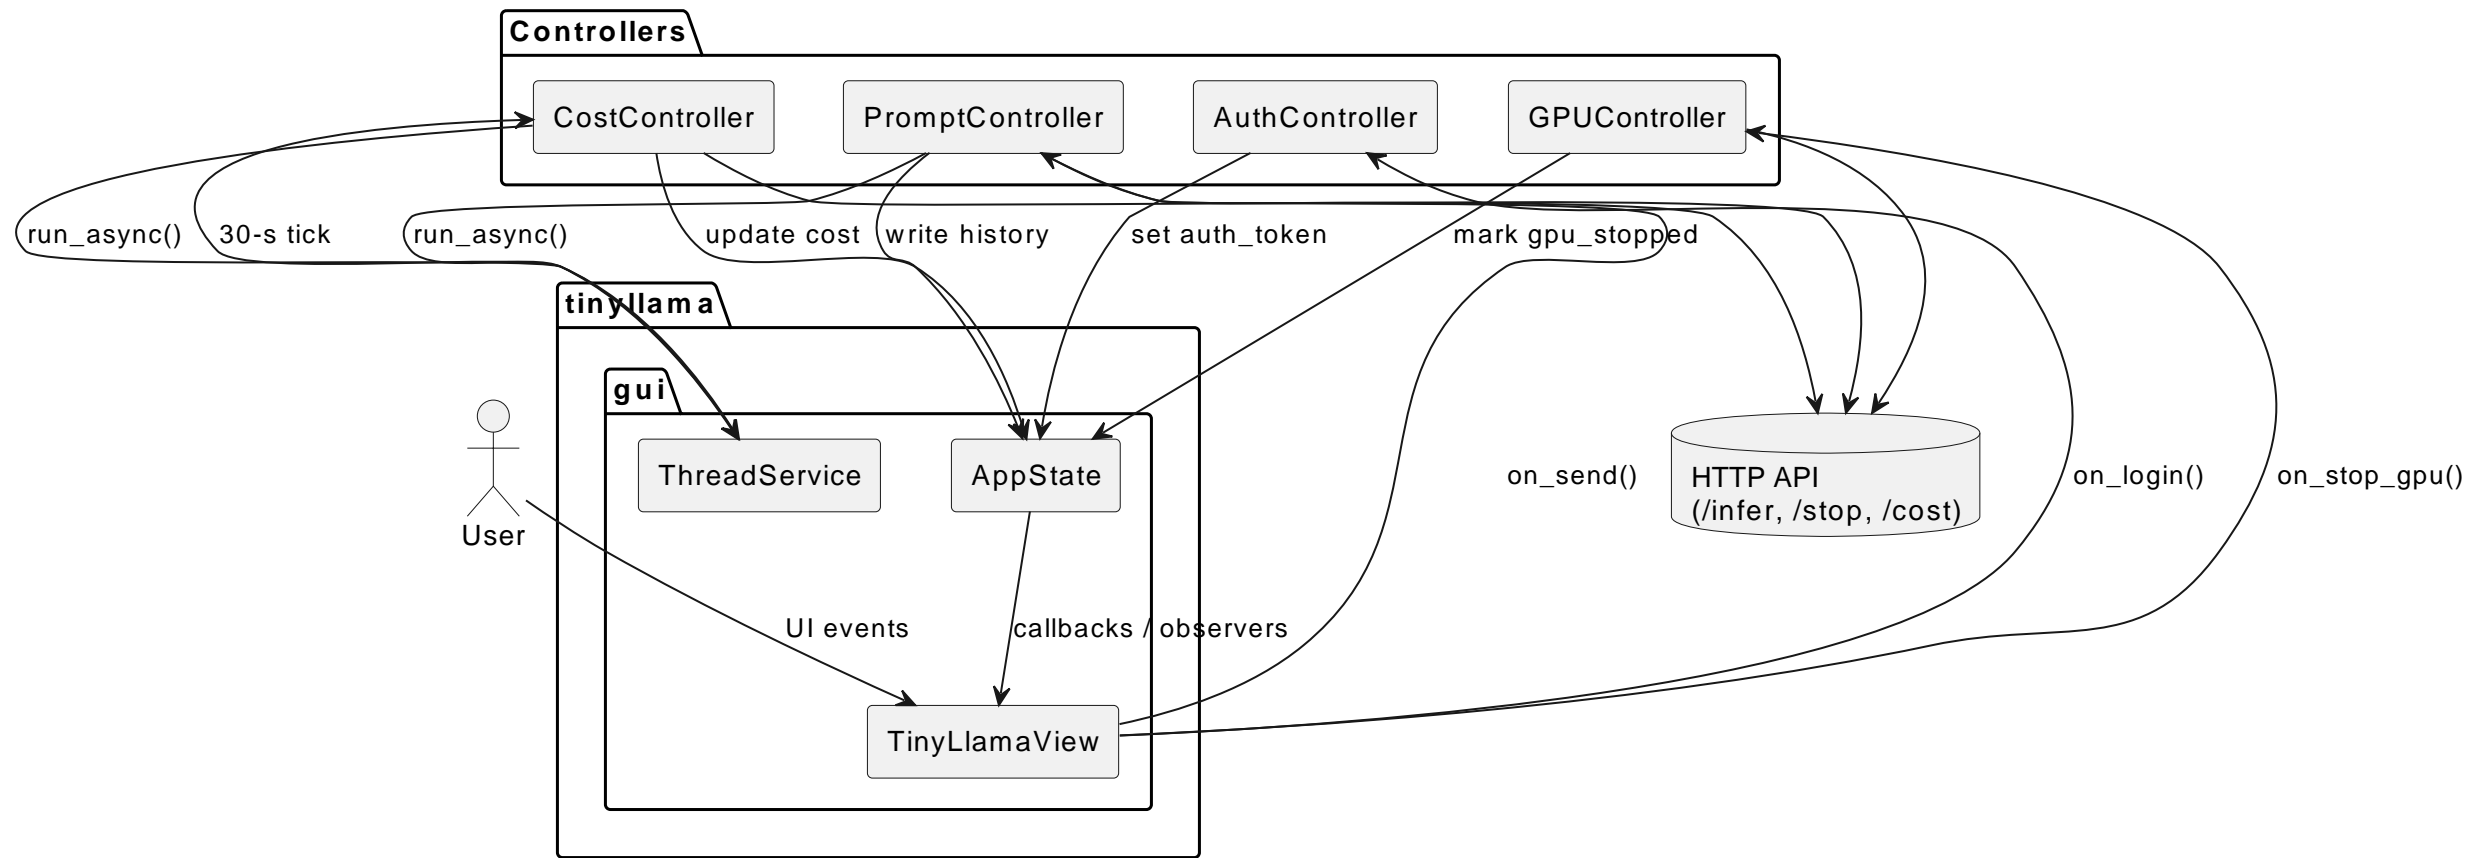 Controllers
CostController
PromptController
AuthController
GPUController
run_async()
30-s tick
run_async()
update cost
write history
set auth_token
mark gpu_stopped
tinyllama
gui
ThreadService
AppState
on_send()
HTTP API
(/infer, /stop, /cost)
on_login()
on_stop_gpu()
User
UI events
callbacks / observers
TinyLlamaView